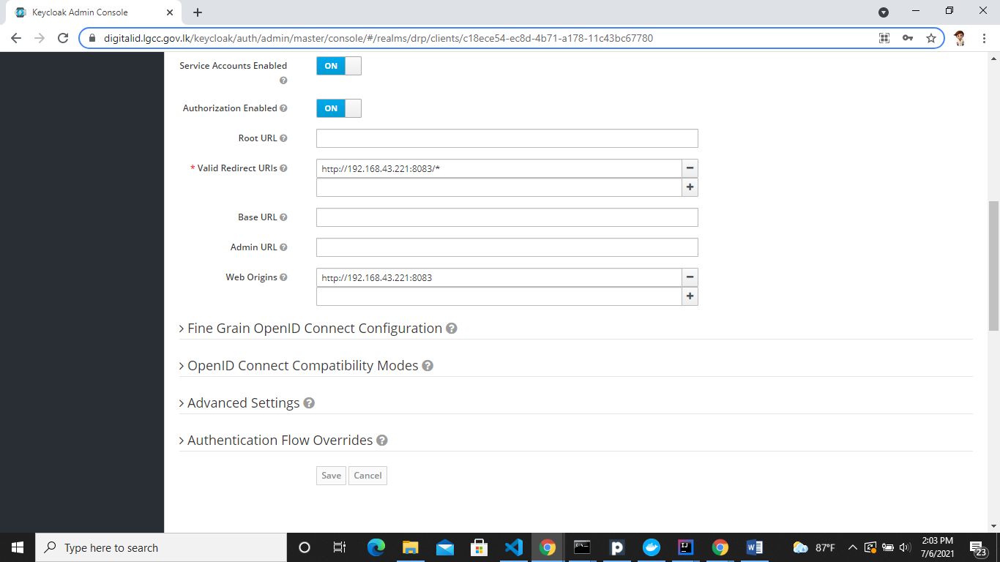 Keycloak Admin Console
digitalid.lgcc.gov.lk/keycloak/auth/admin/master/console/#/realms/drp/clients/c18ece54-ec8d-4b71-a178-11c43bc67780
Service Accounts Enabled
ON
Authorization Enabled
ON
Root URL
* Valid Redirect URIs
http://192.168.43.221:8083/*
Base URL
Admin URL
Web Origins
http://192.168.43.221:8083
Fine Grain OpenID Connect Configuration
OpenID Connect Compatibility Modes
Advanced Settings
Authentication Flow Overrides
Save Cancel
Type here to search
87°F
2:03 PM
7/6/2021
23